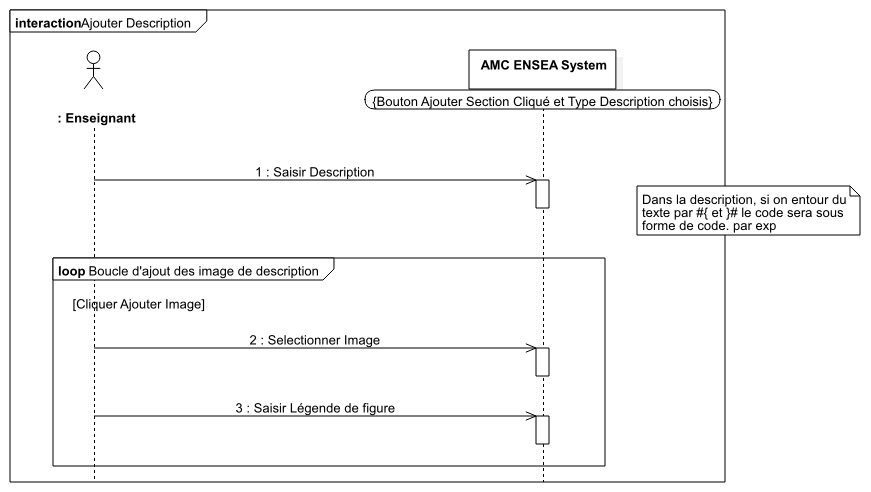 interactionAjouter Description
AMC ENSEA System
{Bouton Ajouter Section Cliqué et Type Description choisis}
: Enseignant
1 : Saisir Description
Dans la description, si on entour du
texte par #{ et }# le code sera sous
forme de code. par exp
loop Boucle d'ajout des image de description
[Cliquer Ajouter Image]
2 : Selectionner Image
3 : Saisir Légende de figure